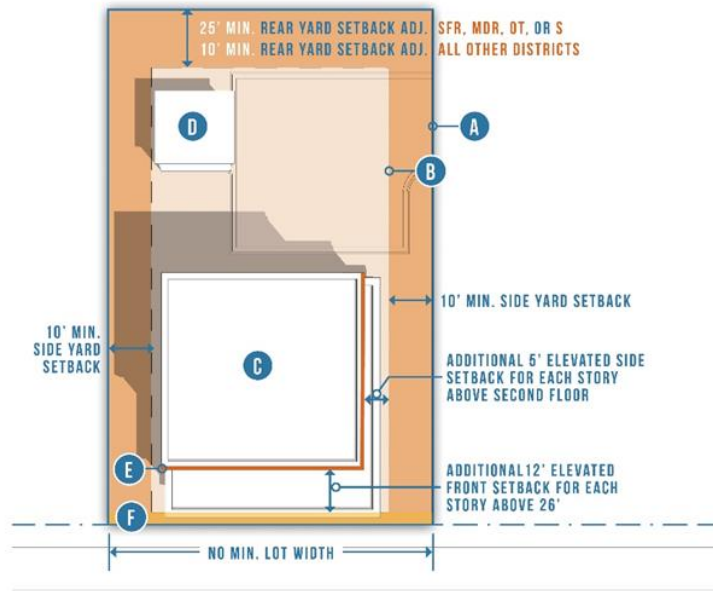 25' MIN. REAR YARD SETBACK ADJ. SFR, MDR, OT, OR S
10' MIN. REAR YARD SETBACK ADJ. ALL OTHER DISTRICTS
D
A
B
10' MIN. SIDE YARD SETBACK
10' MIN.
SIDE YARD
SETBACK
C
ADDITIONAL 5' ELEVATED SIDE
SETBACK FOR EACH STORY
ABOVE SECOND FLOOR
E
ADDITIONAL12' ELEVATED
FRONT SETBACK FOR EACH
STORY ABOVE 26'
F
NO MIN. LOT WIDTH